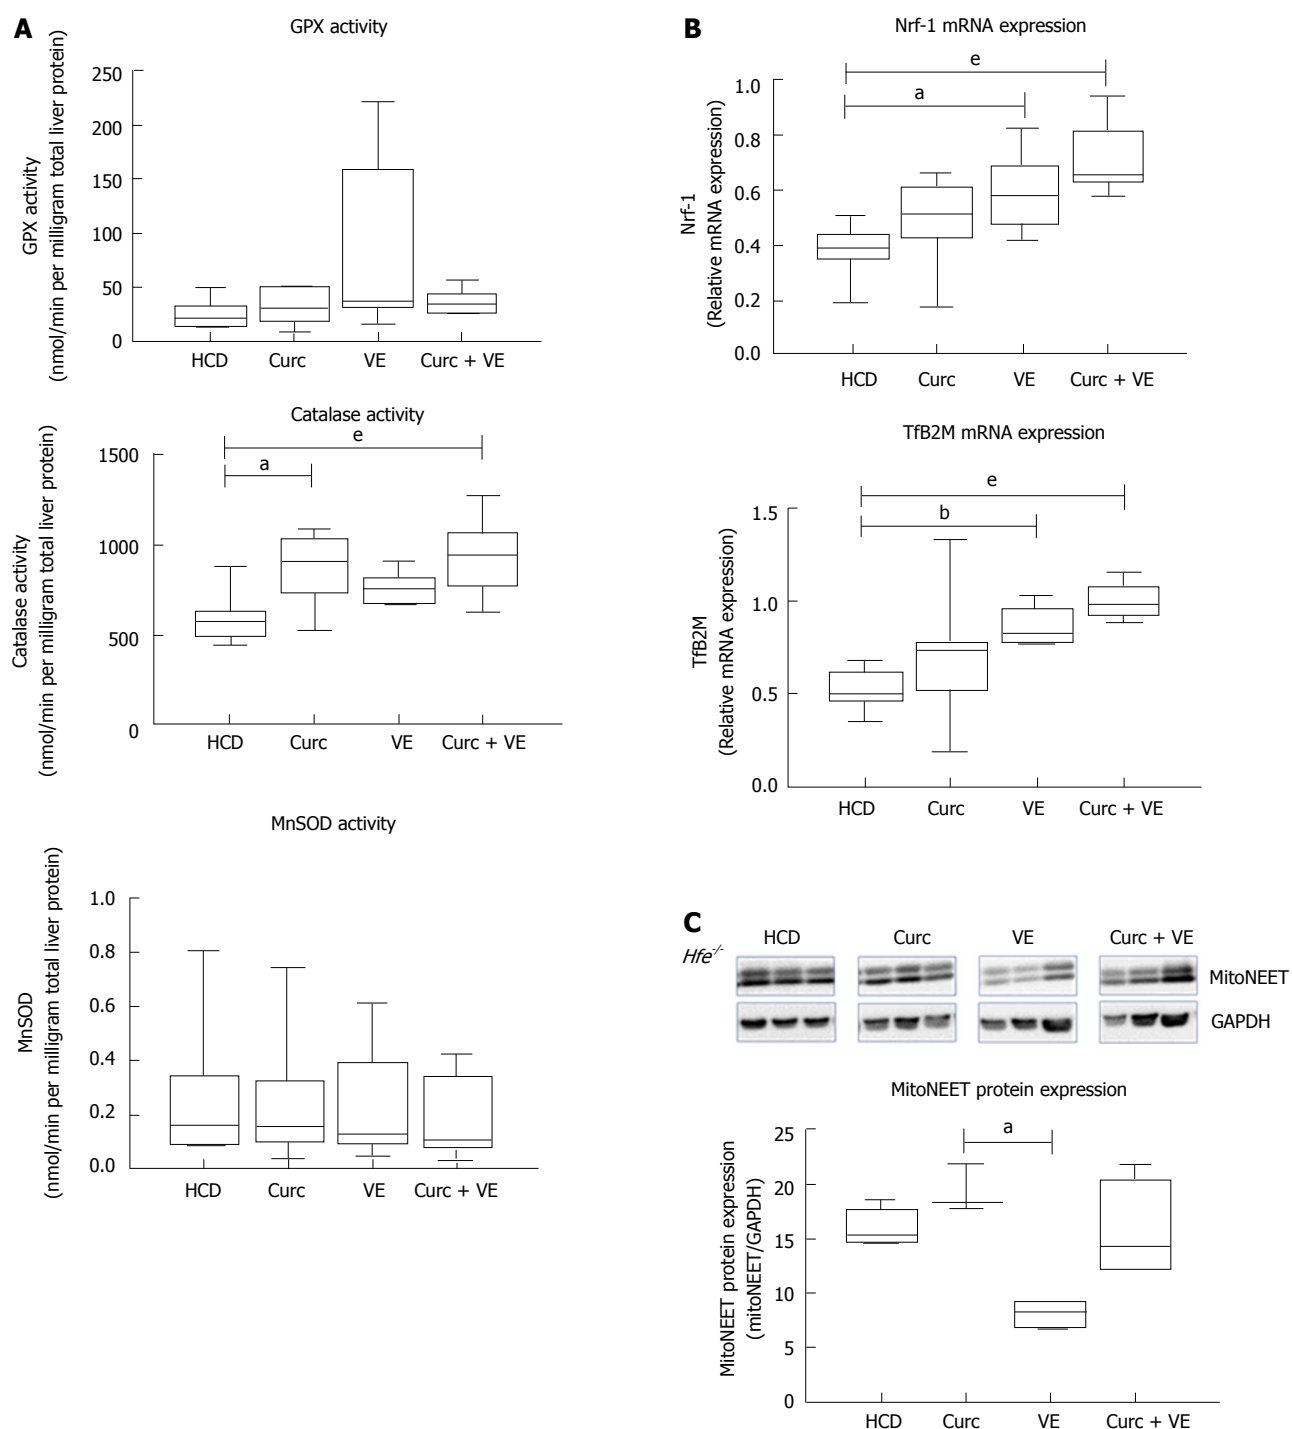 A
GPX activity
GPX activity
(nmol/min per milligram total liver protein)
250
200
150
100
50
0
HCD Curc VE Curc + VE
Catalase activity
e
a
Catalase activity
(nmol/min per milligram total liver protein)
1500
1000
500
0
HCD Curc VE Curc + VE
MnSOD activity
MnSOD
(nmol/min per milligram total liver protein)
1.0
0.8
0.6
0.4
0.2
0.0
HCD Curc VE Curc + VE
B
Nrf-1 mRNA expression
e
a
Nrf-1
(Relative mRNA expression)
1.0
0.8
0.6
0.4
0.2
0.0
HCD Curc VE Curc + VE
TfB2M mRNA expression
e
b
TfB2M
(Relative mRNA expression)
1.5
1.0
0.5
0.0
HCD Curc VE Curc + VE
C
HCD Curc VE Curc + VE
Hfe-/-
MitoNEET
GAPDH
MitoNEET protein expression
a
MitoNEET protein expression
(mitoNEET/GAPDH)
25
20
15
10
5
0
HCD Curc VE Curc + VE